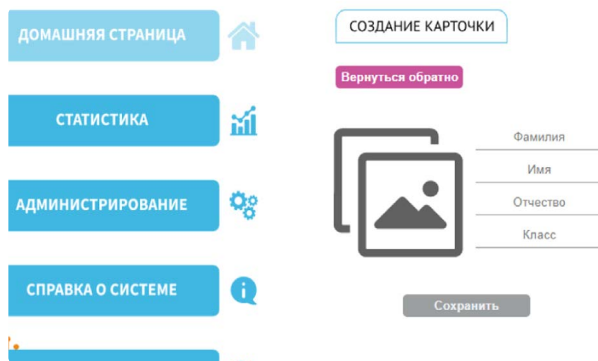 ДОМАШНЯЯ СТРАНИЦА
СТАТИСТИКА
АДМИНИСТРИРОВАНИЕ
СПРАВКА О СИСТЕМЕ
СОЗДАНИЕ КАРТОЧКИ
Вернуться обратно
Фамилия
Имя
Отчество
Класс
Сохранить